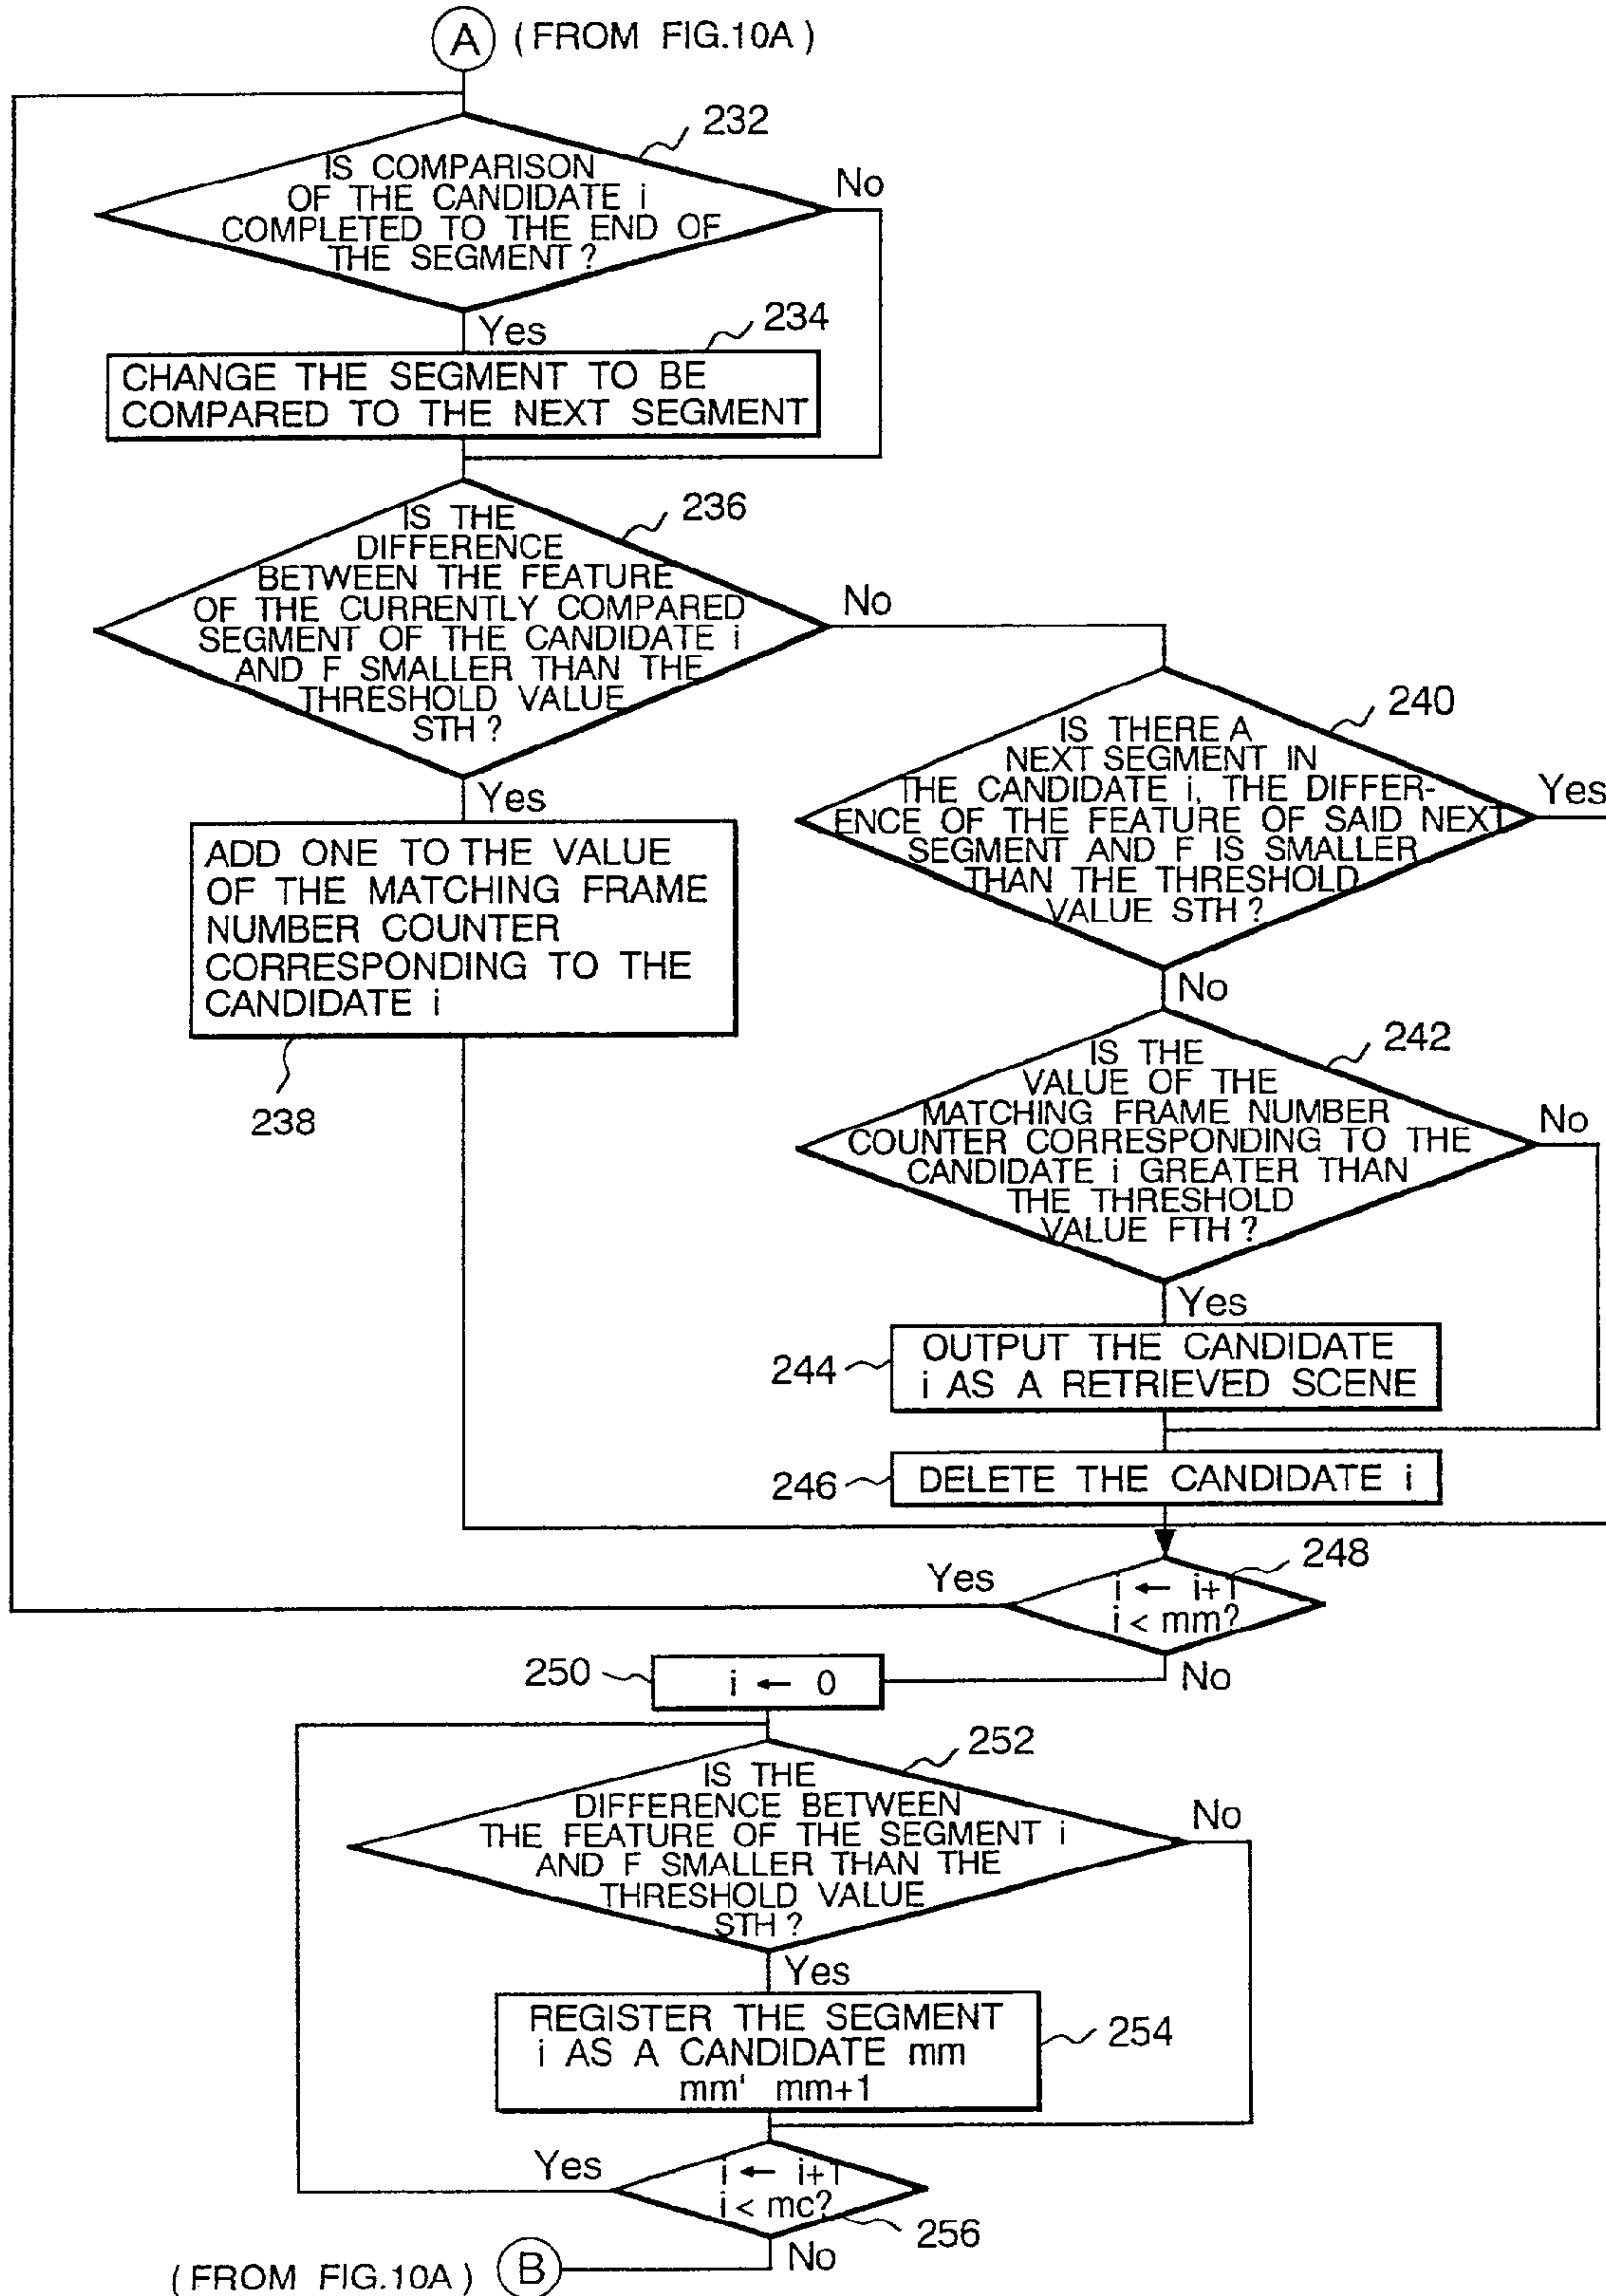 A (FROM FIG.10A)
232
IS COMPARISON
OF THE CANDIDATE i
COMPLETED TO THE END OF
THE SEGMENT?
No
Yes
234
CHANGE THE SEGMENT TO BE
COMPARED TO THE NEXT SEGMENT
236
IS THE
DIFFERENCE
BETWEEN THE FEATURE
OF THE CURRENTLY COMPARED
SEGMENT OF THE CANDIDATE i
AND F SMALLER THAN THE
THRESHOLD VALUE
STH?
No
Yes
238
ADD ONE TO THE VALUE
OF THE MATCHING FRAME
NUMBER COUNTER
CORRESPONDING TO THE
CANDIDATE i
240
IS THERE A
NEXT SEGMENT IN
THE CANDIDATE i, THE DIFFER-
ENCE OF THE FEATURE OF SAID NEXT
SEGMENT AND F IS SMALLER
THAN THE THRESHOLD
VALUE STH?
Yes
No
242
IS THE
VALUE OF THE
MATCHING FRAME NUMBER
COUNTER CORRESPONDING TO THE
CANDIDATE i GREATER THAN
THE THRESHOLD
VALUE FTH?
No
Yes
244
OUTPUT THE CANDIDATE
i AS A RETRIEVED SCENE
246
DELETE THE CANDIDATE i
248
i ← i+1
i < mm?
Yes
No
250
i ← 0
252
IS THE
DIFFERENCE BETWEEN
THE FEATURE OF THE SEGMENT i
AND F SMALLER THAN THE
THRESHOLD VALUE
STH?
No
Yes
254
REGISTER THE SEGMENT
i AS A CANDIDATE mm
mm' mm+1
i ← i+1
i < mc?
Yes
256
No
(FROM FIG.10A) B